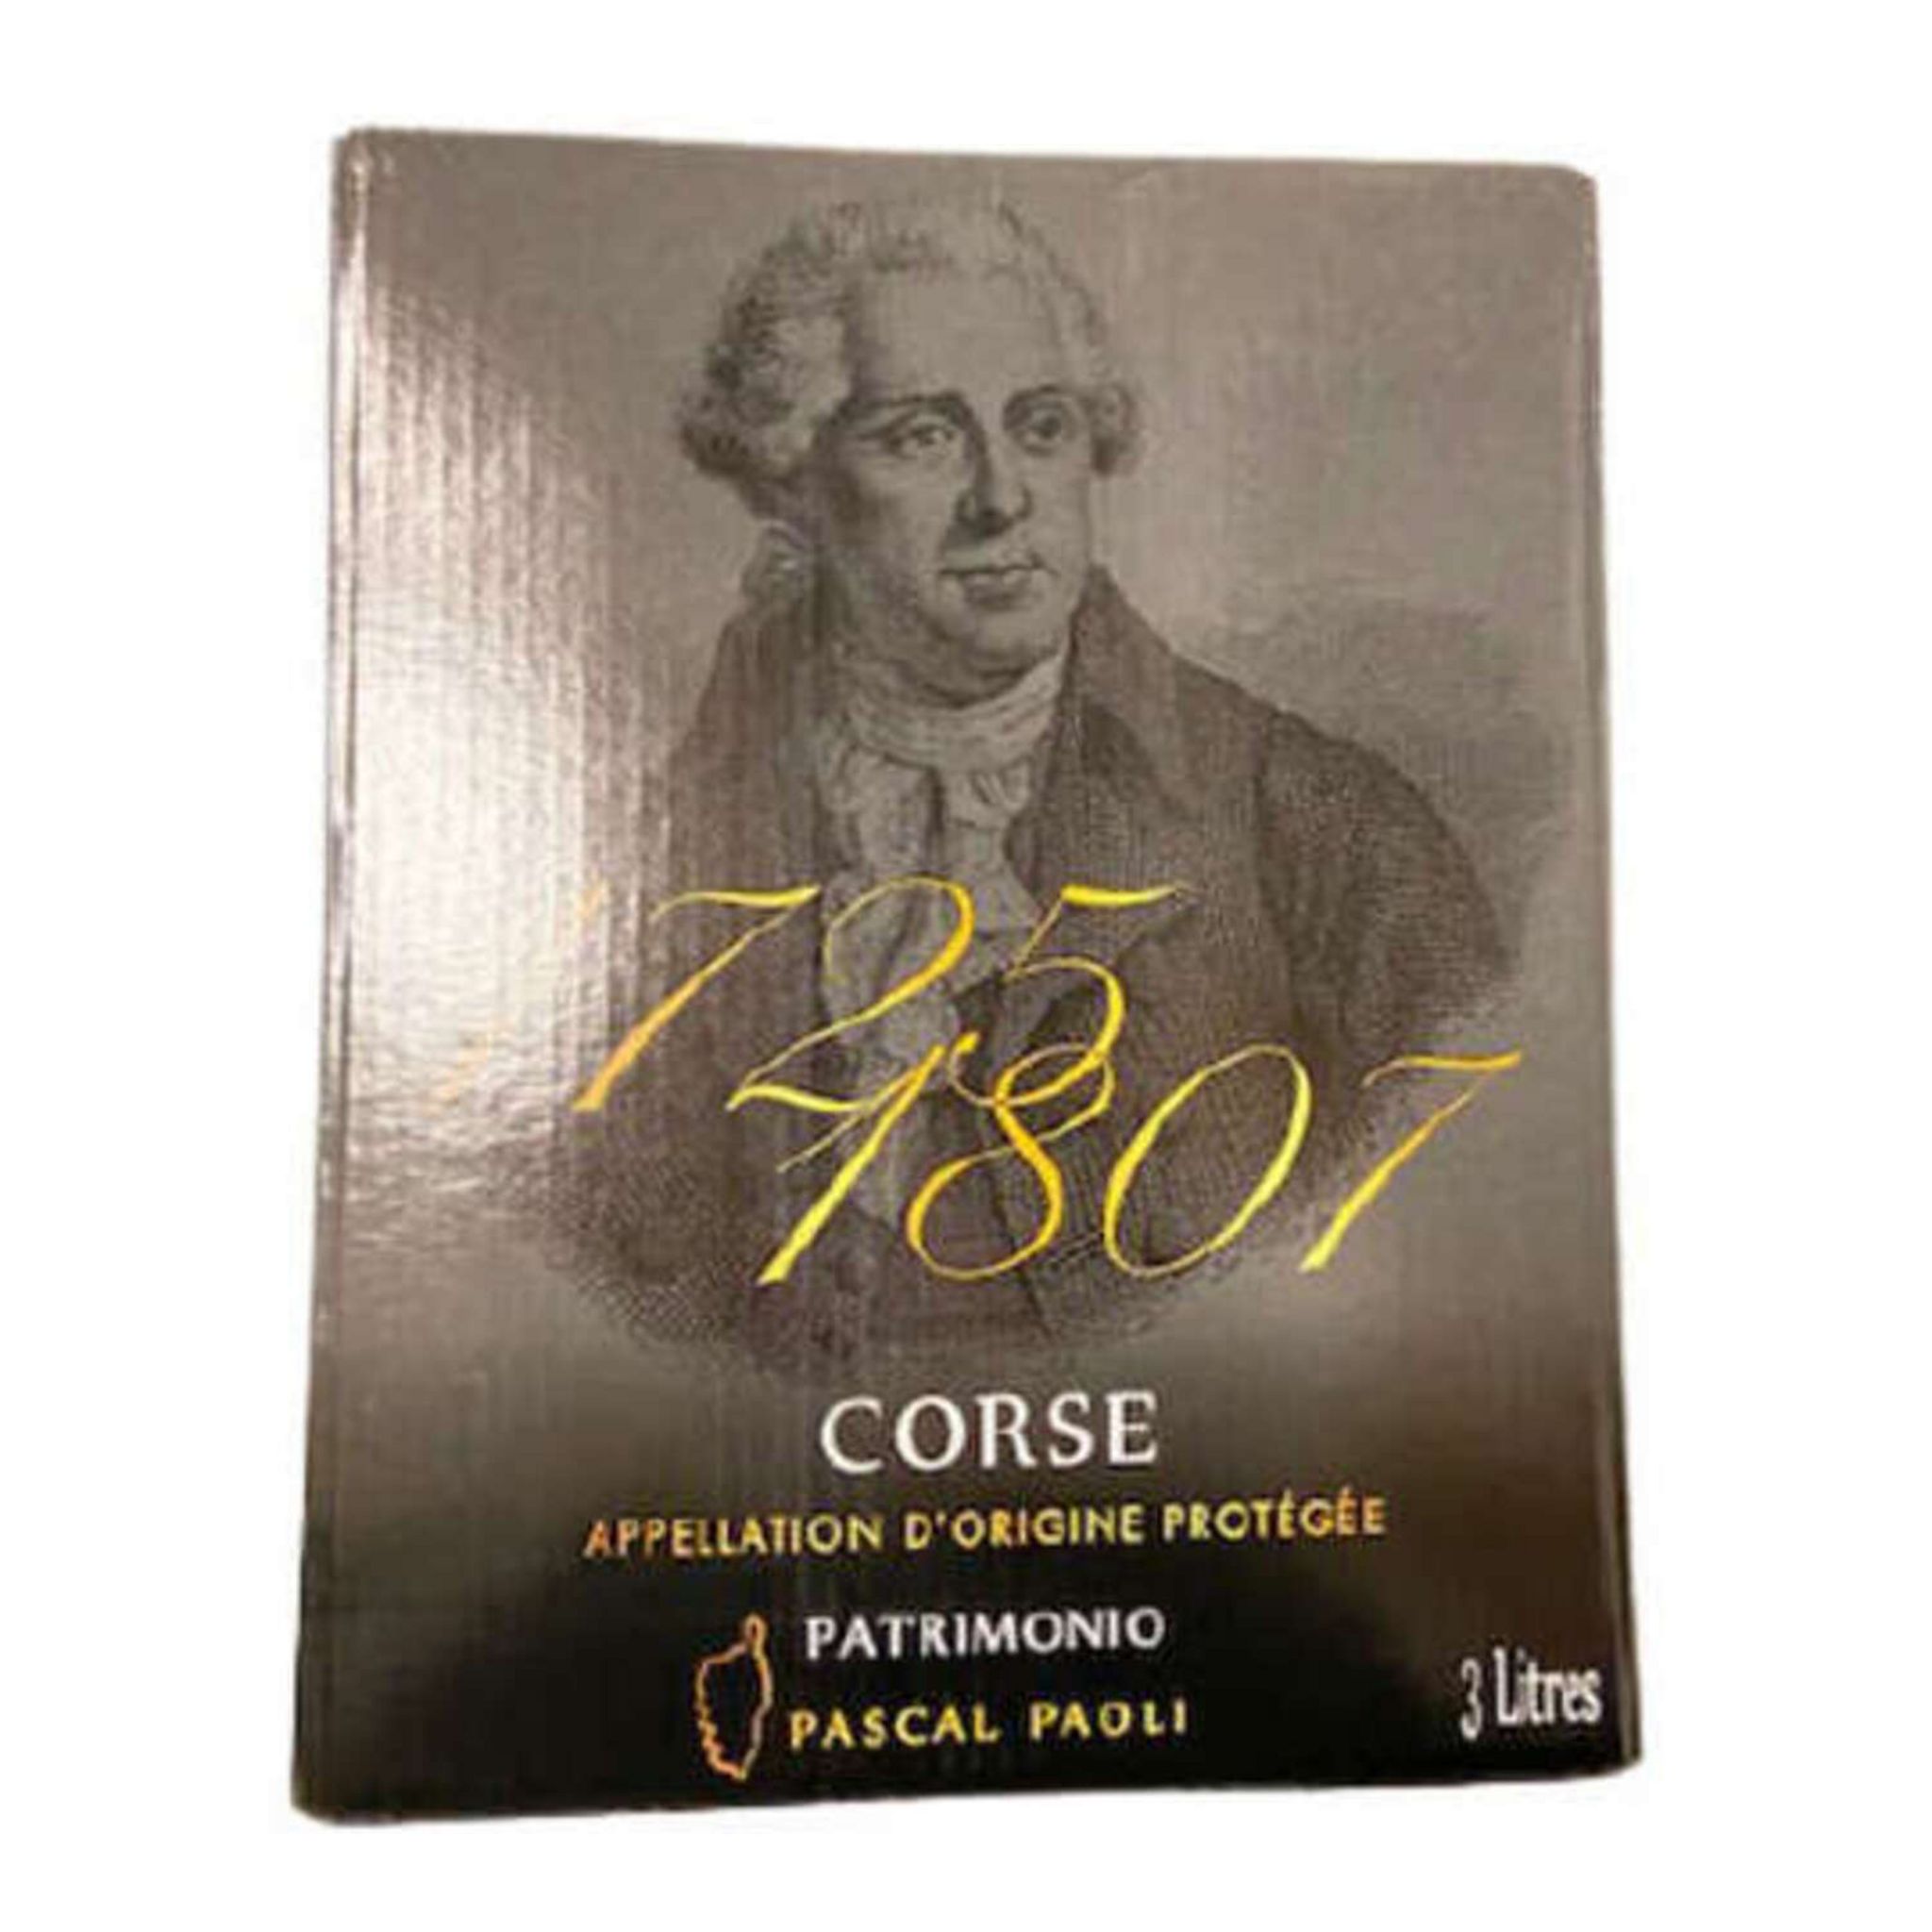 1725
1807
CORSE
APPELLATION D'ORIGINE PROTÉGÉE
PATRIMONIO
PASCAL PAOLI
3 Litres